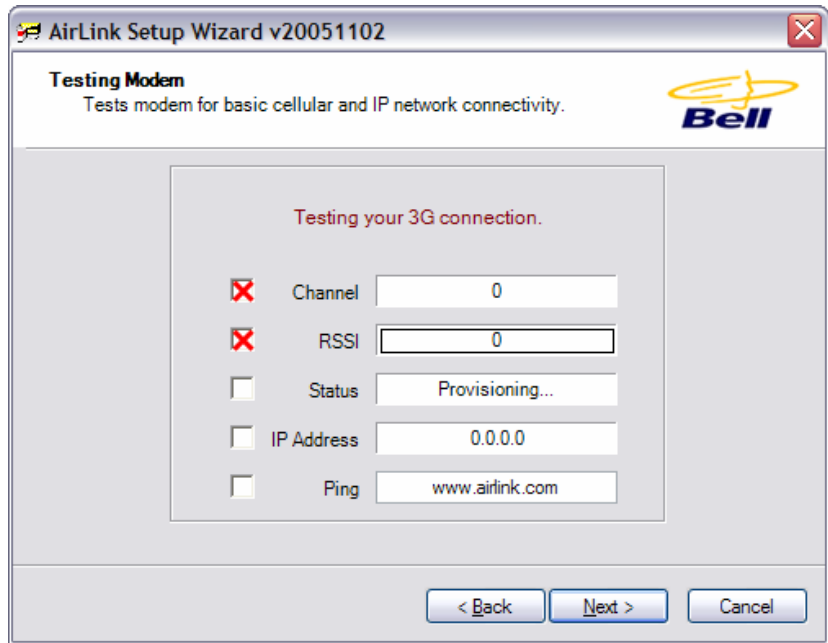 AirLink Setup Wizard v20051102
Testing Modem
Tests modem for basic cellular and IP network connectivity.
Bell
Testing your 3G connection.
Channel 0
RSSI 0
Status Provisioning...
IP Address 0.0.0.0
Ping www.airlink.com
< Back Next > Cancel